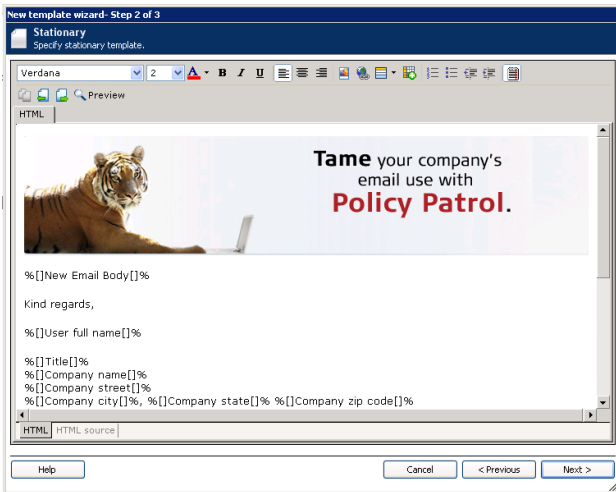 New template wizard- Step 2 of 3
Stationary
Specify stationary template.
Verdana 2 A B I U
Preview
HTML
Tame your company's
email use with
Policy Patrol.
%[]New Email Body[]%
Kind regards,
%[]User full name[]%
%[]Title[]%
%[]Company name[]%
%[]Company street[]%
%[]Company city[]%, %[]Company state[]% %[]Company zip code[]%
HTML HTML source
Help Cancel < Previous Next >